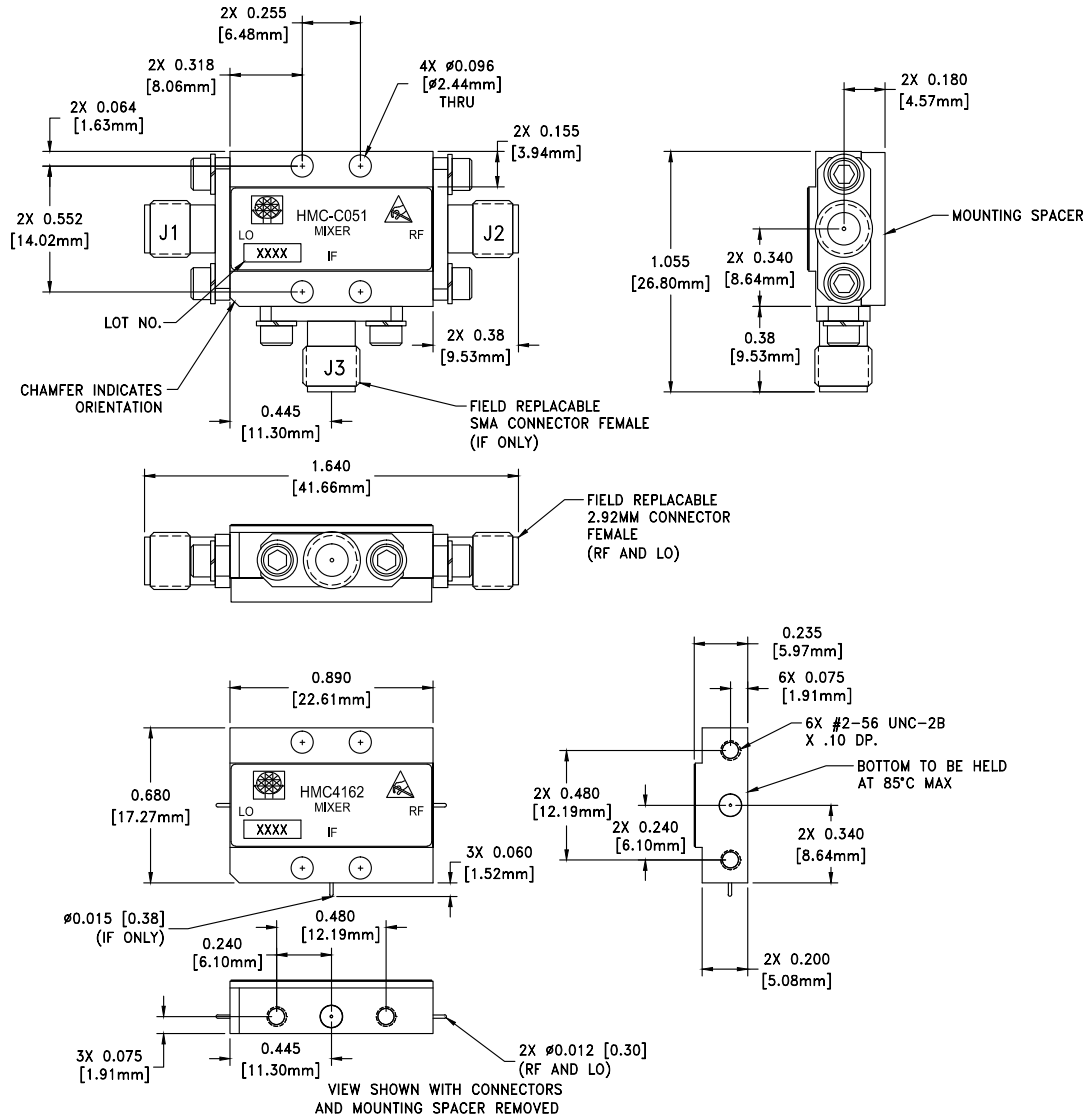 2X 0.255
[6.48mm]
2X 0.318
[8.06mm]
4X ø0.096
[ø2.44mm]
THRU
2X 0.064
[1.63mm]
2X 0.155
[3.94mm]
2X 0.552
[14.02mm]
J1
HMC-C051
MIXER
LO
RF
XXXX
IF
J2
LOT NO.
2X 0.38
[9.53mm]
J3
CHAMFER INDICATES
ORIENTATION
0.445
[11.30mm]
FIELD REPLACABLE
SMA CONNECTOR FEMALE
(IF ONLY)
2X 0.180
[4.57mm]
MOUNTING SPACER
1.055
[26.80mm]
2X 0.340
[8.64mm]
0.38
[9.53mm]
1.640
[41.66mm]
FIELD REPLACABLE
2.92MM CONNECTOR
FEMALE
(RF AND LO)
0.890
[22.61mm]
0.680
[17.27mm]
HMC4162
MIXER
LO
RF
XXXX
IF
3X 0.060
[1.52mm]
ø0.015 [0.38]
(IF ONLY)
0.480
[12.19mm]
0.240
[6.10mm]
3X 0.075
[1.91mm]
0.445
[11.30mm]
2X ø0.012 [0.30]
(RF AND LO)
0.235
[5.97mm]
6X 0.075
[1.91mm]
6X #2-56 UNC-2B
X .10 DP.
BOTTOM TO BE HELD
AT 85°C MAX
2X 0.480
[12.19mm]
2X 0.240
[6.10mm]
2X 0.340
[8.64mm]
2X 0.200
[5.08mm]
VIEW SHOWN WITH CONNECTORS
AND MOUNTING SPACER REMOVED